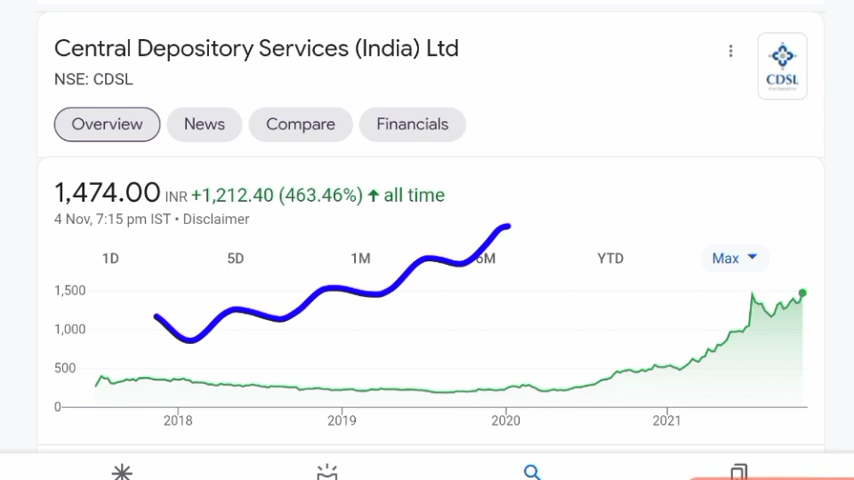 Central Depository Services (India) Ltd
NSE: CDSL
CDSL
Overview News Compare Financials
1,474.00 INR +1,212.40 (463.46%) all time
4 Nov, 7:15 pm IST • Disclaimer
1D 5D 1M 6M YTD Max
1,500
1,000
500
0
2018 2019 2020 2021